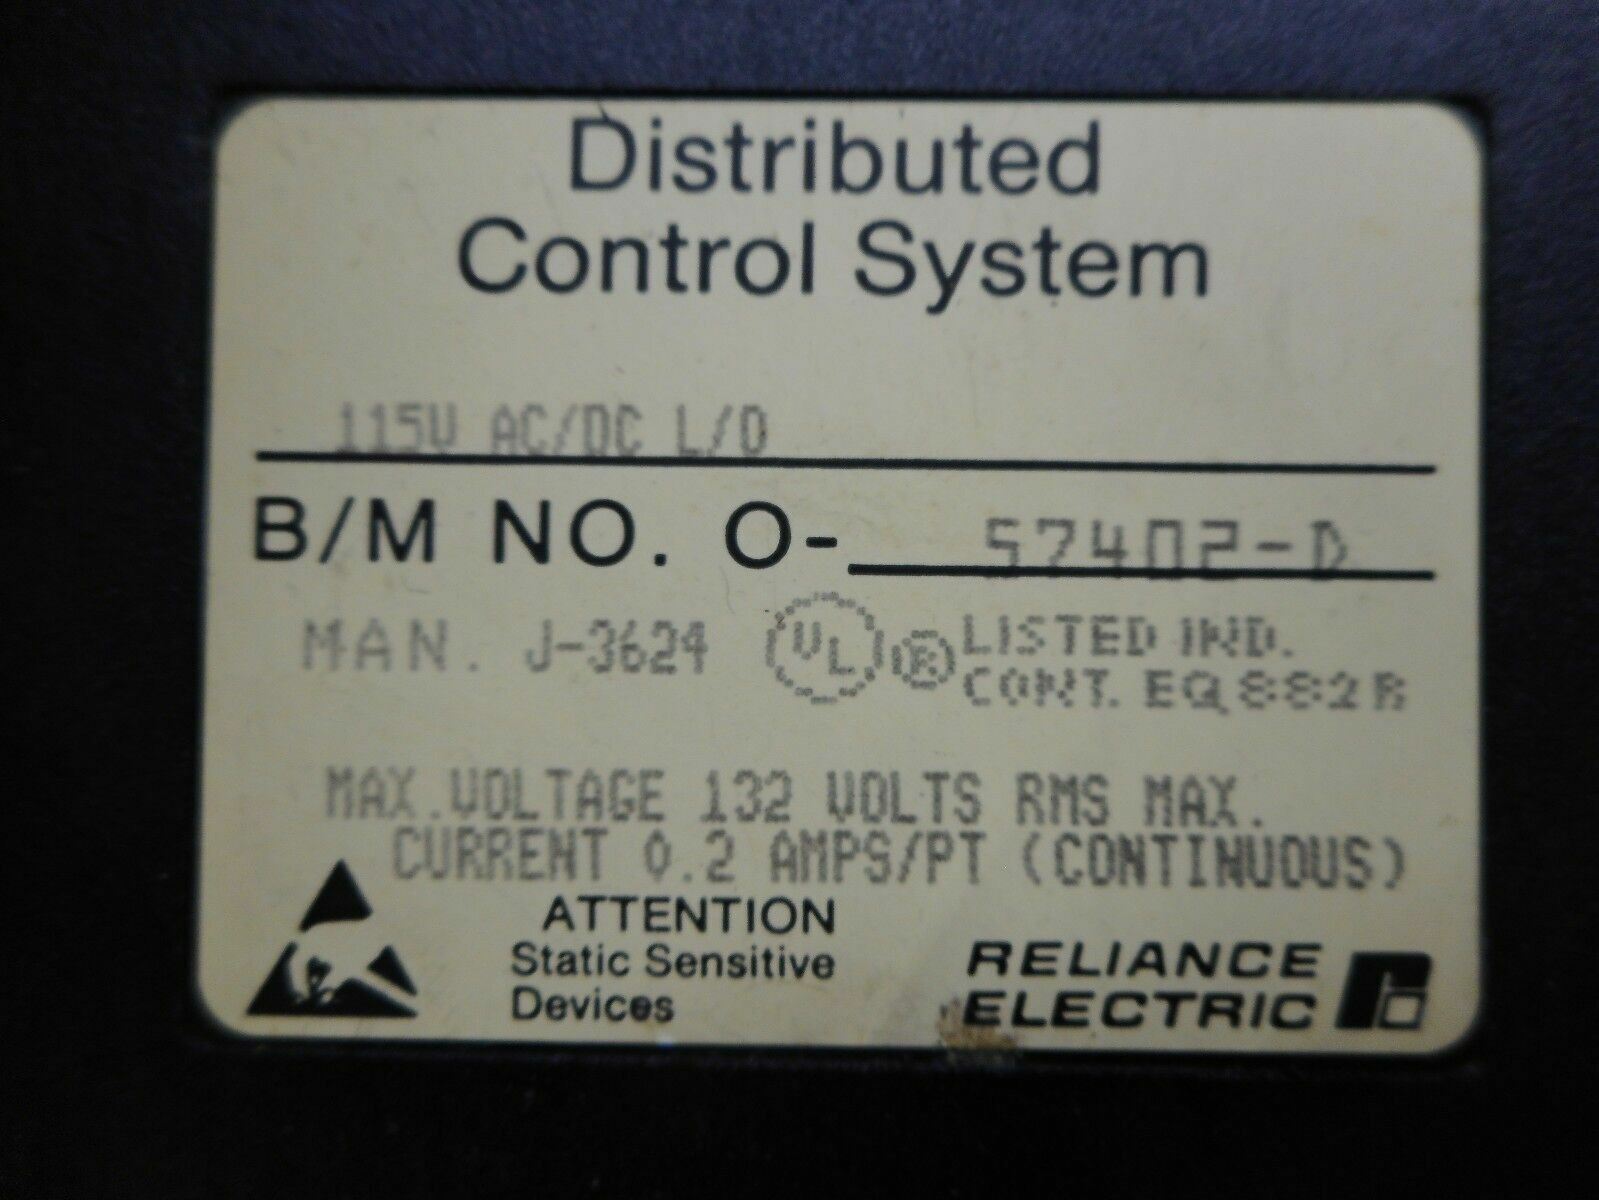 Distributed
Control System
115V AC/DC I/O
B/M NO. O- 57402-D
MAN. J-3624 UL ® LISTED IND.
CONT. EQ 882B
MAX.VOLTAGE 132 VOLTS RMS MAX.
CURRENT 0.2 AMPS/PT (CONTINUOUS)
ATTENTION
Static Sensitive
Devices
RELIANCE
ELECTRIC